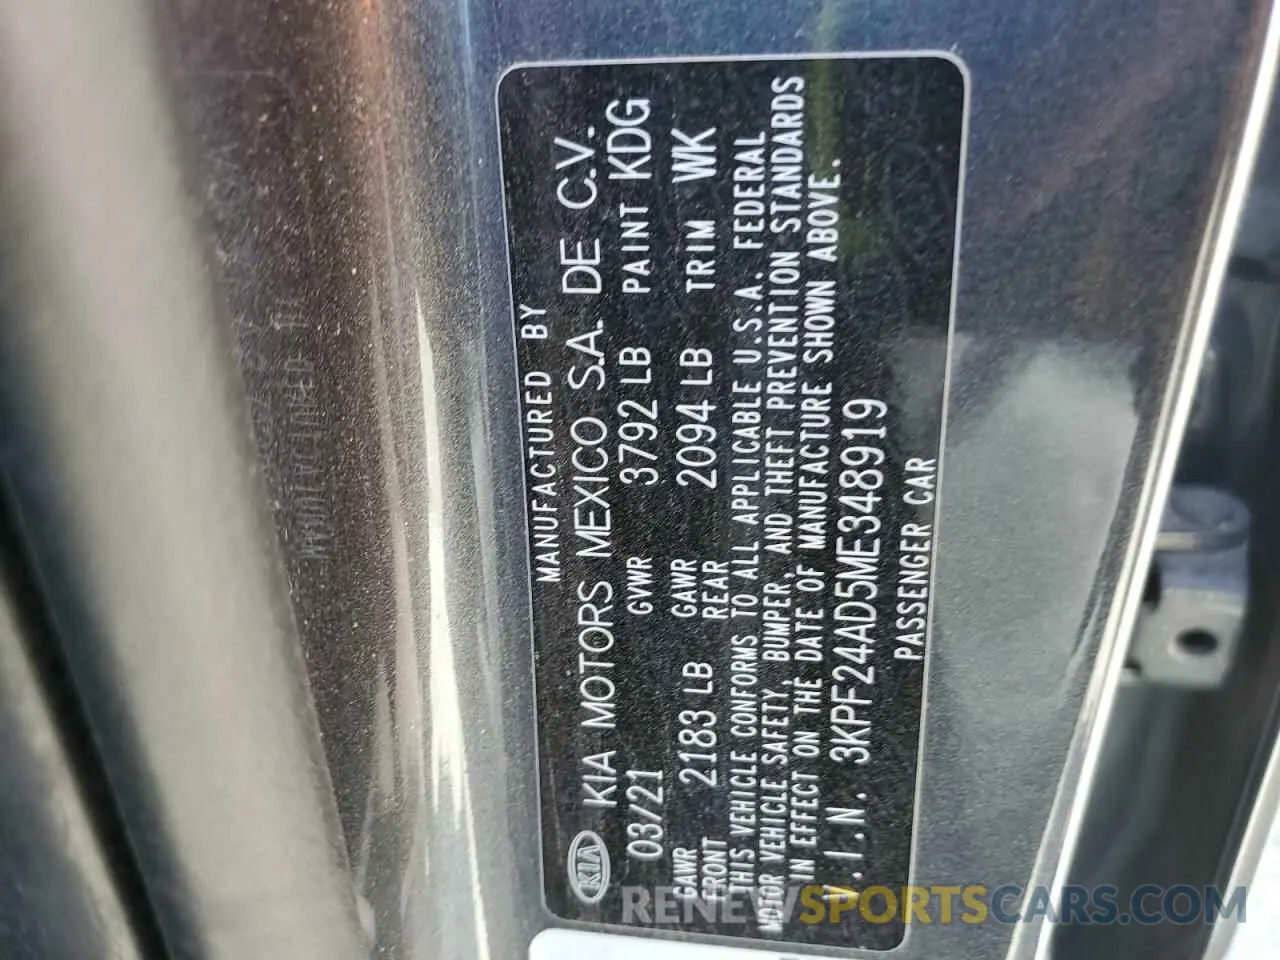 MANUFACTURED BY
KIA KIA MOTORS MEXICO S.A. DE C.V.
03/21 GVWR 3792 LB PAINT KDG
GAWR FRONT 2183 LB GAWR REAR 2094 LB TRIM WK
THIS VEHICLE CONFORMS TO ALL APPLICABLE U.S.A. FEDERAL
MOTOR VEHICLE SAFETY, BUMPER, AND THEFT PREVENTION STANDARDS
IN EFFECT ON THE DATE OF MANUFACTURE SHOWN ABOVE.
V.I.N. 3KPF24AD5ME348919
PASSENGER CAR
RENEWSPORTSCARS.COM